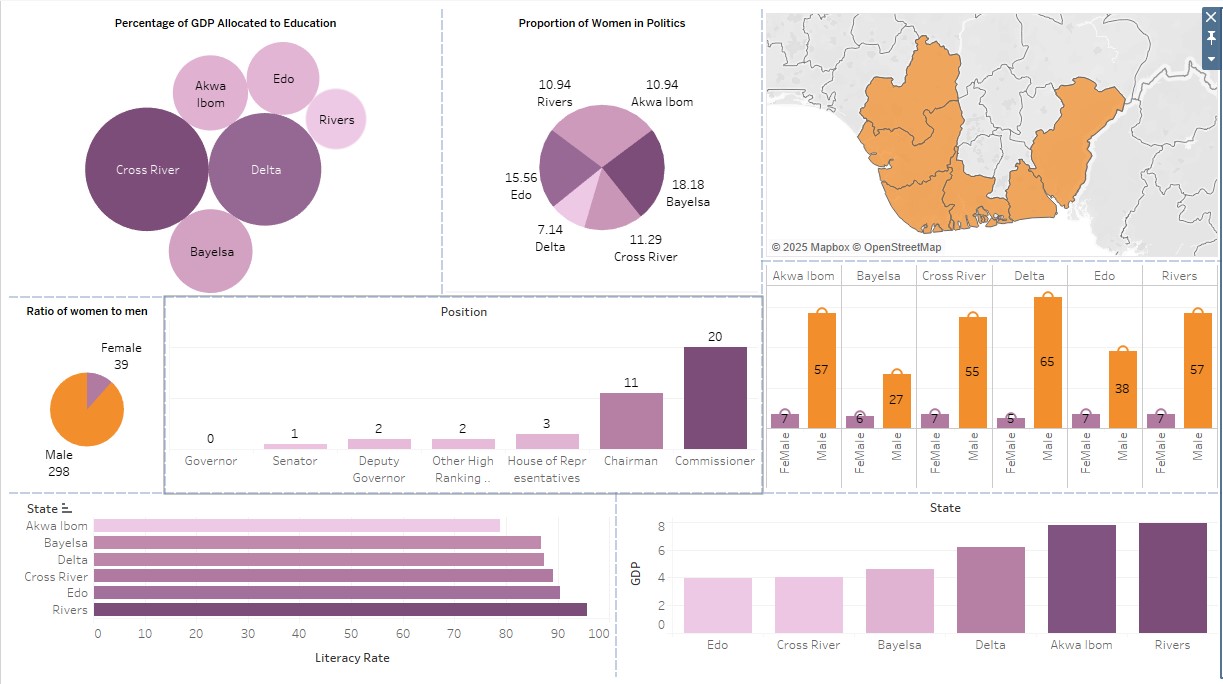 Percentage of GDP Allocated to Education
Akwa
Ibom
Edo
Rivers
Cross River
Delta
Bayelsa
Proportion of Women in Politics
10.94
Rivers
10.94
Akwa Ibom
15.56
Edo
18.18
Bayelsa
7.14
Delta
11.29
Cross River
© 2025 Mapbox © OpenStreetMap
Ratio of women to men
Female
39
Male
298
Position
0
1
2
2
3
11
20
Governor
Senator
Deputy
Governor
Other High
Ranking ..
House of Repr
esentatives
Chairman
Commissioner
Akwa Ibom
Bayelsa
Cross River
Delta
Edo
Rivers
7
57
6
27
7
55
5
65
7
38
7
57
FeMale
Male
FeMale
Male
FeMale
Male
FeMale
Male
FeMale
Male
FeMale
Male
State
Akwa Ibom
Bayelsa
Delta
Cross River
Edo
Rivers
0 10 20 30 40 50 60 70 80 90 100
Literacy Rate
State
GDP
8
6
4
2
0
Edo
Cross River
Bayelsa
Delta
Akwa Ibom
Rivers